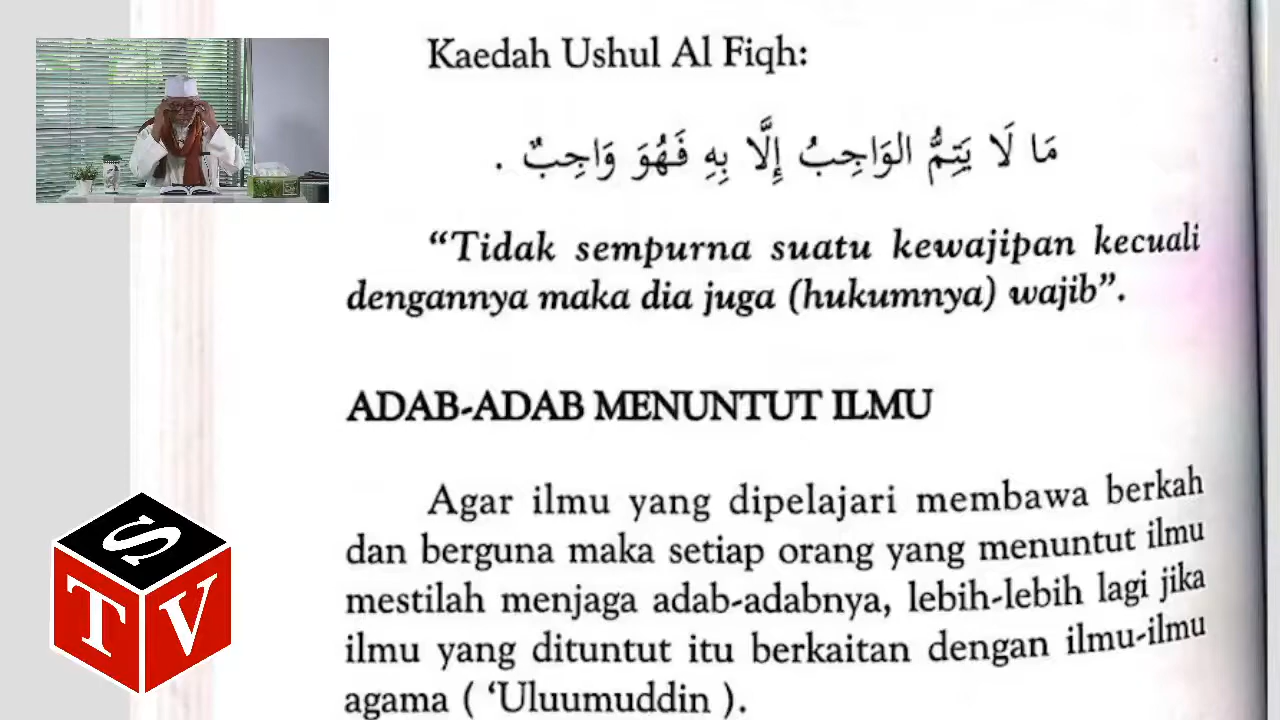 Kaedah Ushul Al Fiqh:
مَا لَا يَتِمُّ الوَاجِبُ إِلَّا بِهِ فَهُوَ وَاجِبٌ .
“Tidak sempurna suatu kewajipan kecuali
dengannya maka dia juga (hukumnya) wajib”.
ADAB-ADAB MENUNTUT ILMU
Agar ilmu yang dipelajari membawa berkah
dan berguna maka setiap orang yang menuntut ilmu
mestilah menjaga adab-adabnya, lebih-lebih lagi jika
ilmu yang dituntut itu berkaitan dengan ilmu-ilmu
agama ( ‘Uluumuddin ).
S
T V